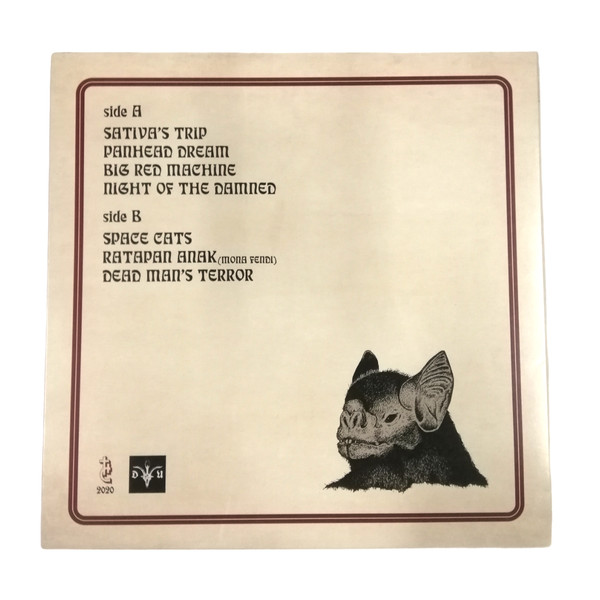 side A
SATIVA'S TRIP
PANHEAD DREAM
BIG RED MACHINE
NIGHT OF THE DAMNED
side B
SPACE CATS
RATAPAN ANAK (MONA FENDI)
DEAD MAN'S TERROR
2020
D U